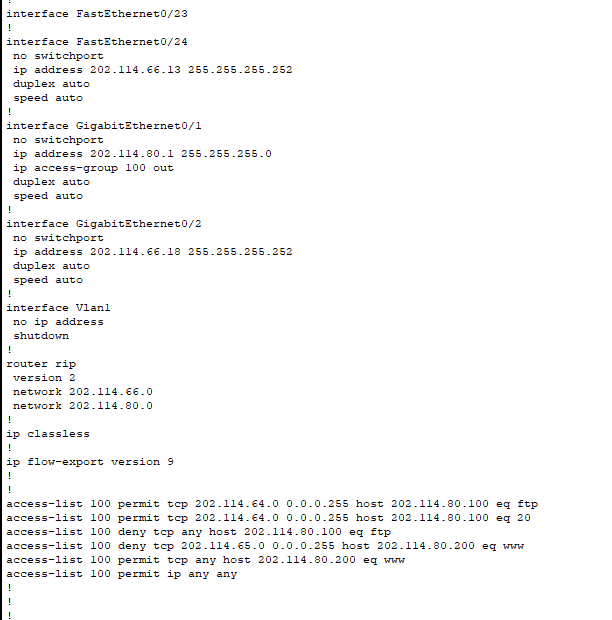 !
interface FastEthernet0/23
!
interface FastEthernet0/24
 no switchport
 ip address 202.114.66.13 255.255.255.252
 duplex auto
 speed auto
!
interface GigabitEthernet0/1
 no switchport
 ip address 202.114.80.1 255.255.255.0
 ip access-group 100 out
 duplex auto
 speed auto
!
interface GigabitEthernet0/2
 no switchport
 ip address 202.114.66.18 255.255.255.252
 duplex auto
 speed auto
!
interface Vlan1
 no ip address
 shutdown
!
router rip
 version 2
 network 202.114.66.0
 network 202.114.80.0
!
ip classless
!
ip flow-export version 9
!
!
access-list 100 permit tcp 202.114.64.0 0.0.0.255 host 202.114.80.100 eq ftp
access-list 100 permit tcp 202.114.64.0 0.0.0.255 host 202.114.80.100 eq 20
access-list 100 deny tcp any host 202.114.80.100 eq ftp
access-list 100 deny tcp 202.114.65.0 0.0.0.255 host 202.114.80.200 eq www
access-list 100 permit tcp any host 202.114.80.200 eq www
access-list 100 permit ip any any
!
!
!